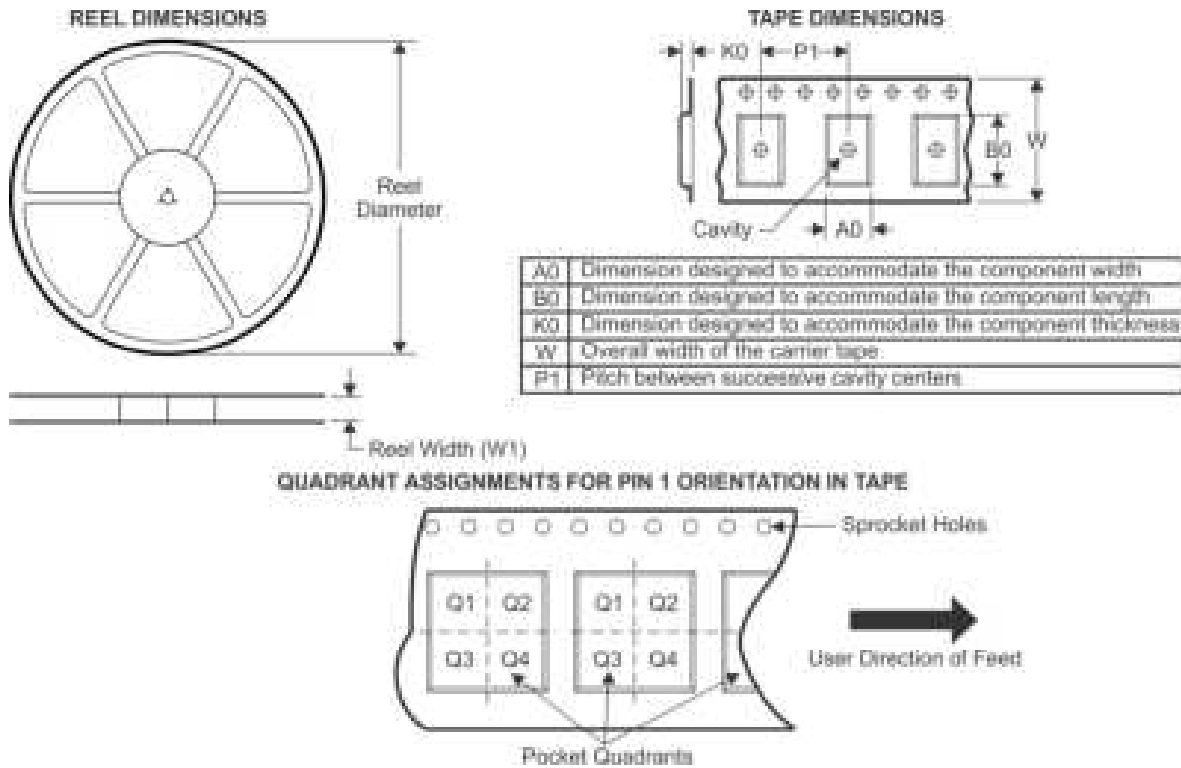 REEL DIMENSIONS
Reel
Diameter
Reel Width (W1)
TAPE DIMENSIONS
K0
P1
B0
W
Cavity
A0
A0 Dimension designed to accommodate the component width
B0 Dimension designed to accommodate the component length
K0 Dimension designed to accommodate the component thickness
W Overall width of the carrier tape
P1 Pitch between successive cavity centers
QUADRANT ASSIGNMENTS FOR PIN 1 ORIENTATION IN TAPE
Sprocket Holes
Q1 Q2 Q1 Q2
Q3 Q4 Q3 Q4
User Direction of Feed
Pocket Quadrants